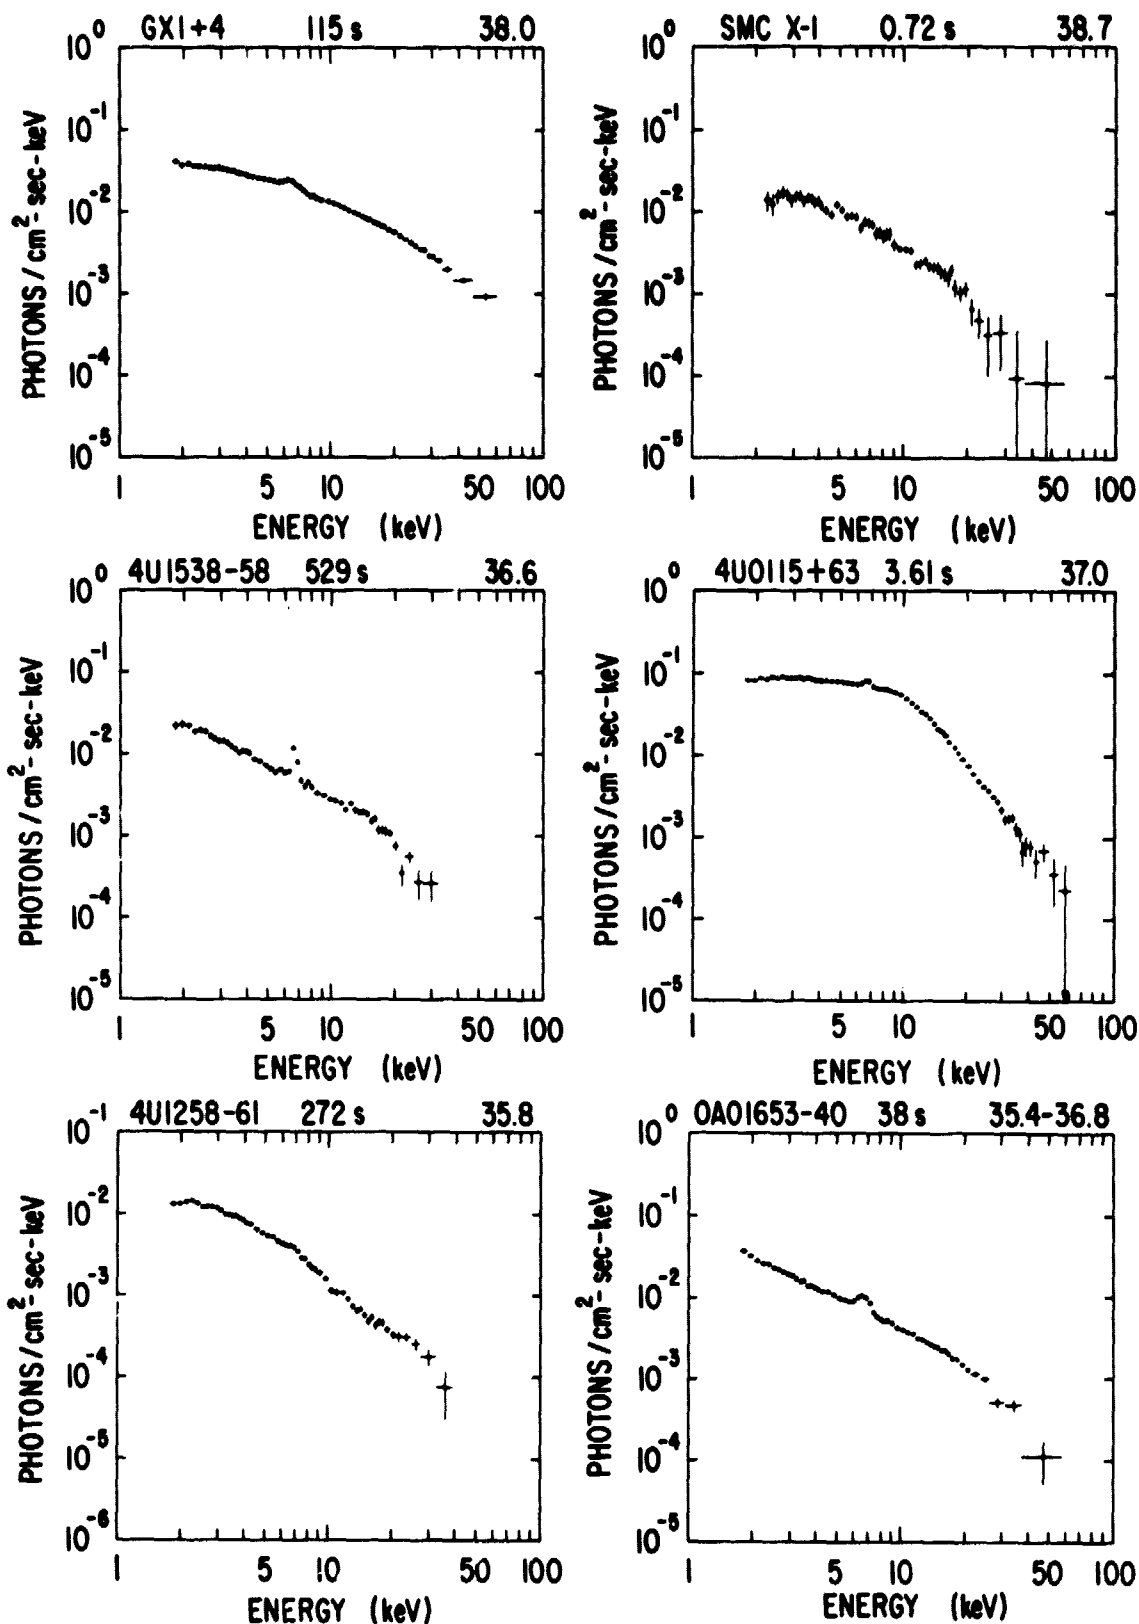 GX1+4 115 s 38.0
10⁰
10⁻¹
10⁻²
10⁻³
10⁻⁴
10⁻⁵
PHOTONS/cm²-sec-keV
1 5 10 50 100
ENERGY (keV)
SMC X-1 0.72 s 38.7
10⁰
10⁻¹
10⁻²
10⁻³
10⁻⁴
10⁻⁵
PHOTONS/cm²-sec-keV
1 5 10 50 100
ENERGY (keV)
4U1538-58 529 s 36.6
10⁰
10⁻¹
10⁻²
10⁻³
10⁻⁴
10⁻⁵
PHOTONS/cm²-sec-keV
1 5 10 50 100
ENERGY (keV)
4U0115+63 3.61 s 37.0
10⁰
10⁻¹
10⁻²
10⁻³
10⁻⁴
10⁻⁵
PHOTONS/cm²-sec-keV
1 5 10 50 100
ENERGY (keV)
4U1258-61 272 s 35.8
10⁻¹
10⁻²
10⁻³
10⁻⁴
10⁻⁵
10⁻⁶
PHOTONS/cm²-sec-keV
1 5 10 50 100
ENERGY (keV)
OAO1653-40 38 s 35.4-36.8
10⁰
10⁻¹
10⁻²
10⁻³
10⁻⁴
10⁻⁵
PHOTONS/cm²-sec-keV
1 5 10 50 100
ENERGY (keV)